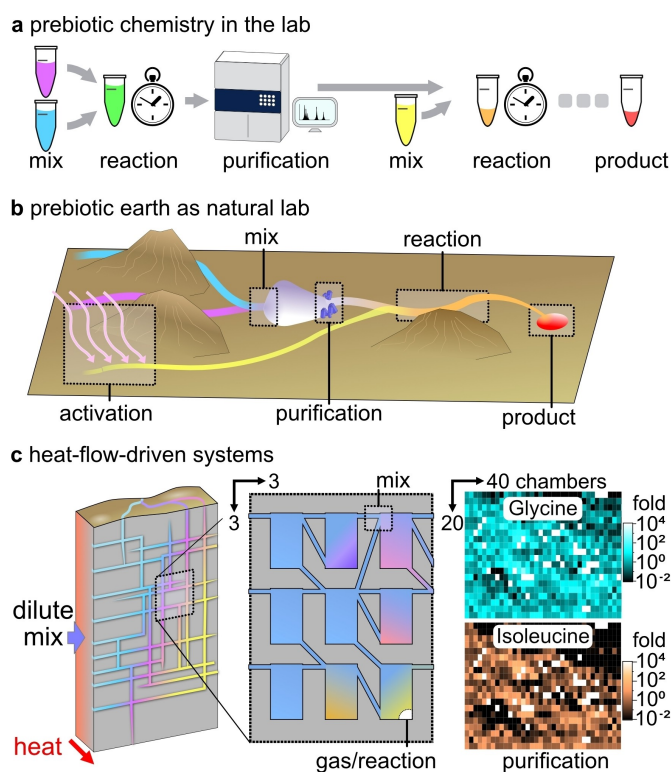 a prebiotic chemistry in the lab
mix reaction purification mix reaction product
b prebiotic earth as natural lab
mix reaction
activation purification product
c heat-flow-driven systems
3
3
mix
40 chambers
20
dilute
mix
heat
gas/reaction
Glycine
fold
10⁴
10²
10⁰
10⁻²
Isoleucine
fold
10⁴
10²
10⁰
10⁻²
purification